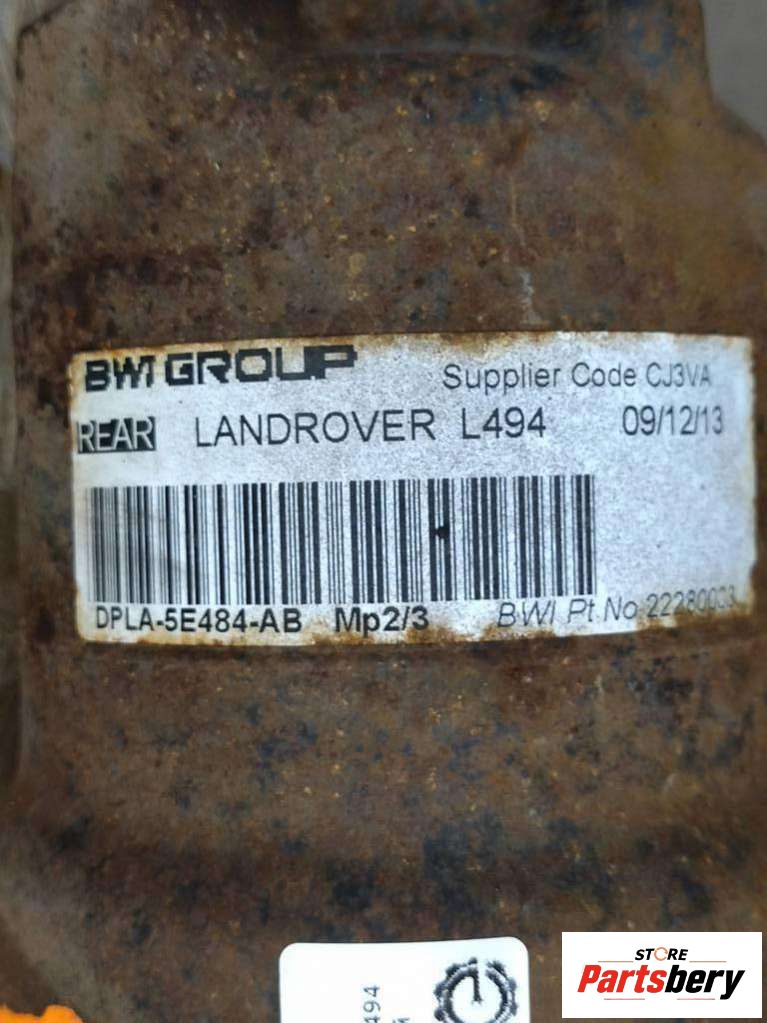 BWI GROUP
Supplier Code CJ3VA
REAR LANDROVER L494 09/12/13
DPLA-5E484-AB Mp2/3 BWI Pt No 22280003
494
STORE
Partsbery